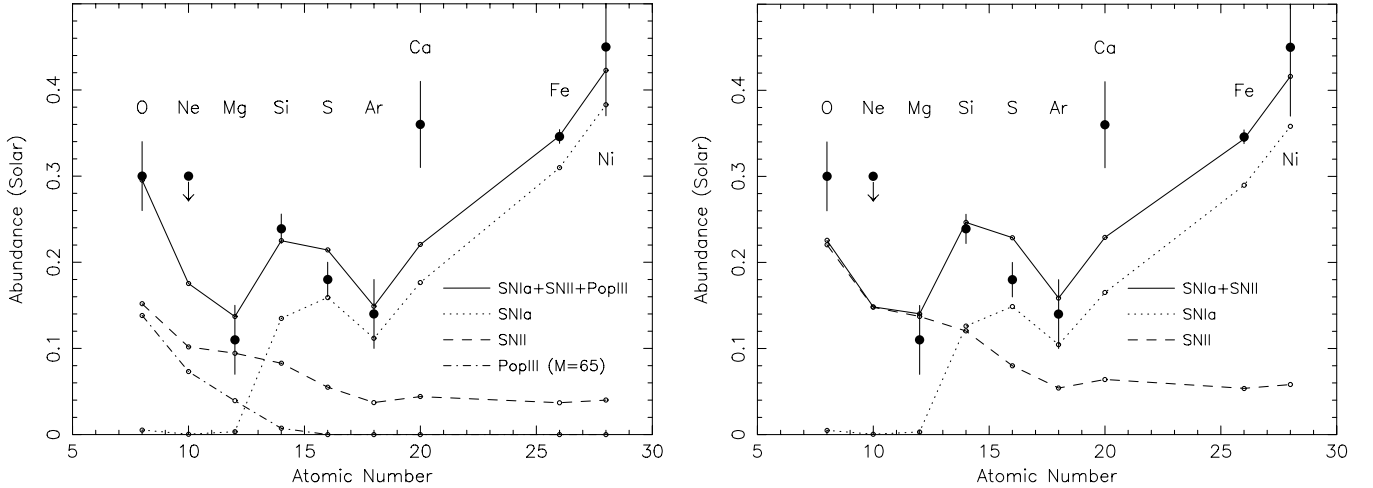 Ca
Fe
O Ne Mg Si S Ar
Ni
Abundance (Solar)
0 0.1 0.2 0.3 0.4
SNIa+SNII+PopIII
SNIa
SNII
PopIII (M=65)
5 10 15 20 25 30
Atomic Number
Ca
Fe
O Ne Mg Si S Ar
Ni
Abundance (Solar)
0 0.1 0.2 0.3 0.4
SNIa+SNII
SNIa
SNII
5 10 15 20 25 30
Atomic Number